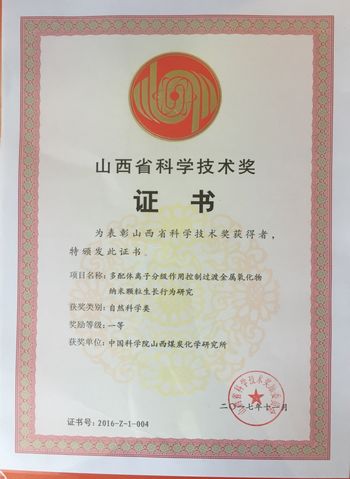 山西省科学技术奖
证 书
为表彰山西省科学技术奖获得者，
特颁发此证书。
项目名称：多配体离子分级作用控制过渡金属氧化物
纳米颗粒生长行为研究
获奖类别：自然科学类
奖励等级：一等
获奖单位：中国科学院山西煤炭化学研究所
二〇一七年十一月
证书号：2016-Z-1-004